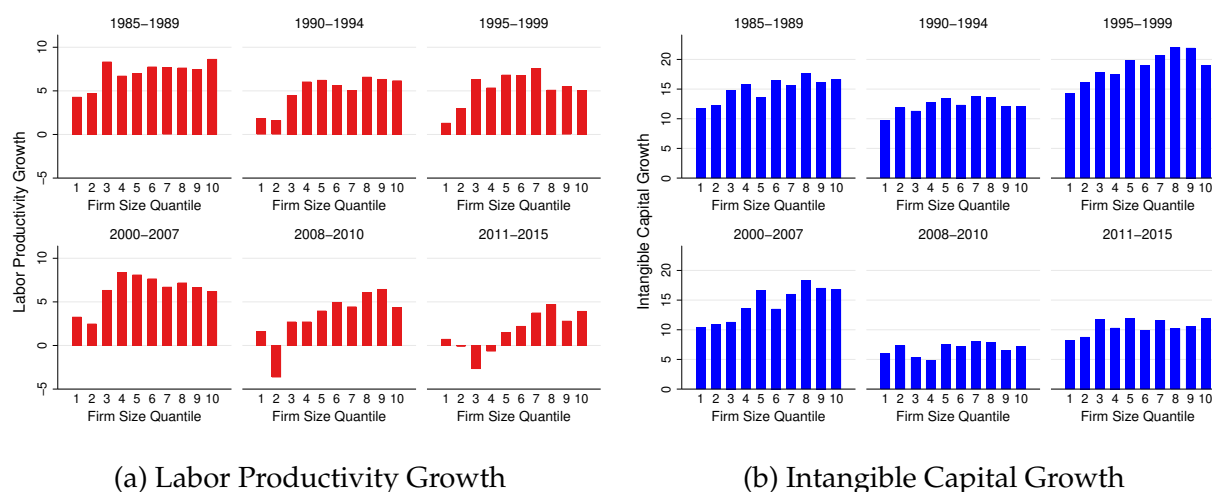 1985−1989 1990−1994 1995−1999
Labor Productivity Growth
10
5
0
−5
1 2 3 4 5 6 7 8 9 10 1 2 3 4 5 6 7 8 9 10 1 2 3 4 5 6 7 8 9 10
Firm Size Quantile Firm Size Quantile Firm Size Quantile
2000−2007 2008−2010 2011−2015
10
5
0
−5
1 2 3 4 5 6 7 8 9 10 1 2 3 4 5 6 7 8 9 10 1 2 3 4 5 6 7 8 9 10
Firm Size Quantile Firm Size Quantile Firm Size Quantile
(a) Labor Productivity Growth
1985−1989 1990−1994 1995−1999
Intangible Capital Growth
20
15
10
5
0
1 2 3 4 5 6 7 8 9 10 1 2 3 4 5 6 7 8 9 10 1 2 3 4 5 6 7 8 9 10
Firm Size Quantile Firm Size Quantile Firm Size Quantile
2000−2007 2008−2010 2011−2015
20
15
10
5
0
1 2 3 4 5 6 7 8 9 10 1 2 3 4 5 6 7 8 9 10 1 2 3 4 5 6 7 8 9 10
Firm Size Quantile Firm Size Quantile Firm Size Quantile
(b) Intangible Capital Growth